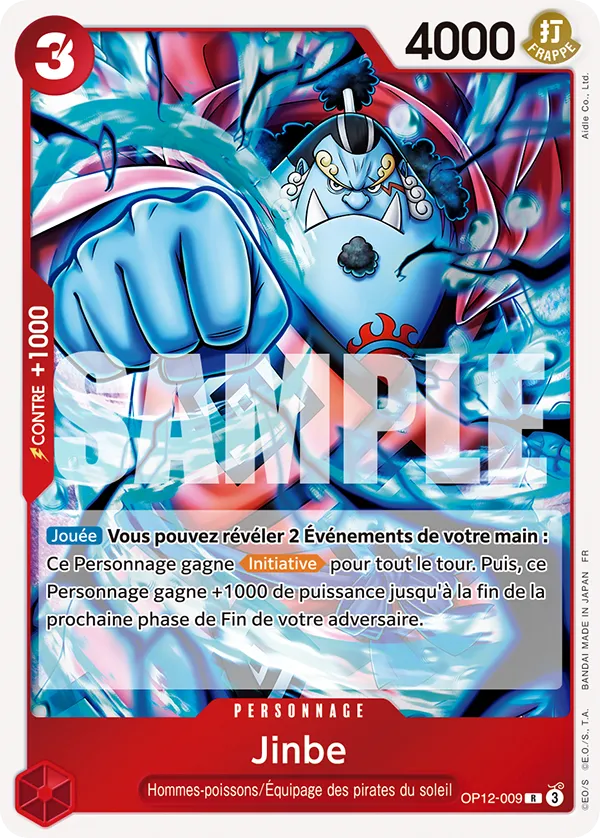 3
4000
打
FRAPPE
Aidle Co., Ltd.
CONTRE +1000
SAMPLE
Jouée Vous pouvez révéler 2 Événements de votre main :
Ce Personnage gagne Initiative pour tout le tour. Puis, ce
Personnage gagne +1000 de puissance jusqu'à la fin de la
prochaine phase de Fin de votre adversaire.
PERSONNAGE
Jinbe
Hommes-poissons/Équipage des pirates du soleil
OP12-009 R 3
©E.O/S ©E.O./S., T.A. BANDAI MADE IN JAPAN FR